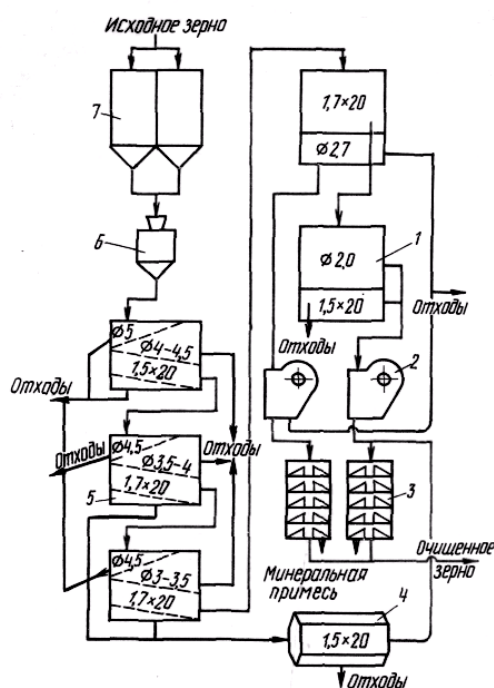 Исходное зерно
7
6
Ø5
Ø4-4,5
1,5×20
Отходы
Отходы
Ø4,5
Ø3,5-4
1,7×20
5
Отходы
Ø4,5
Ø3-3,5
1,7×20
1,7×20
Ø2,7
Ø2,0
1
1,5×20
Отходы
Отходы
2
3
Очищенное
зерно
Минеральная
примесь
4
1,5×20
Отходы